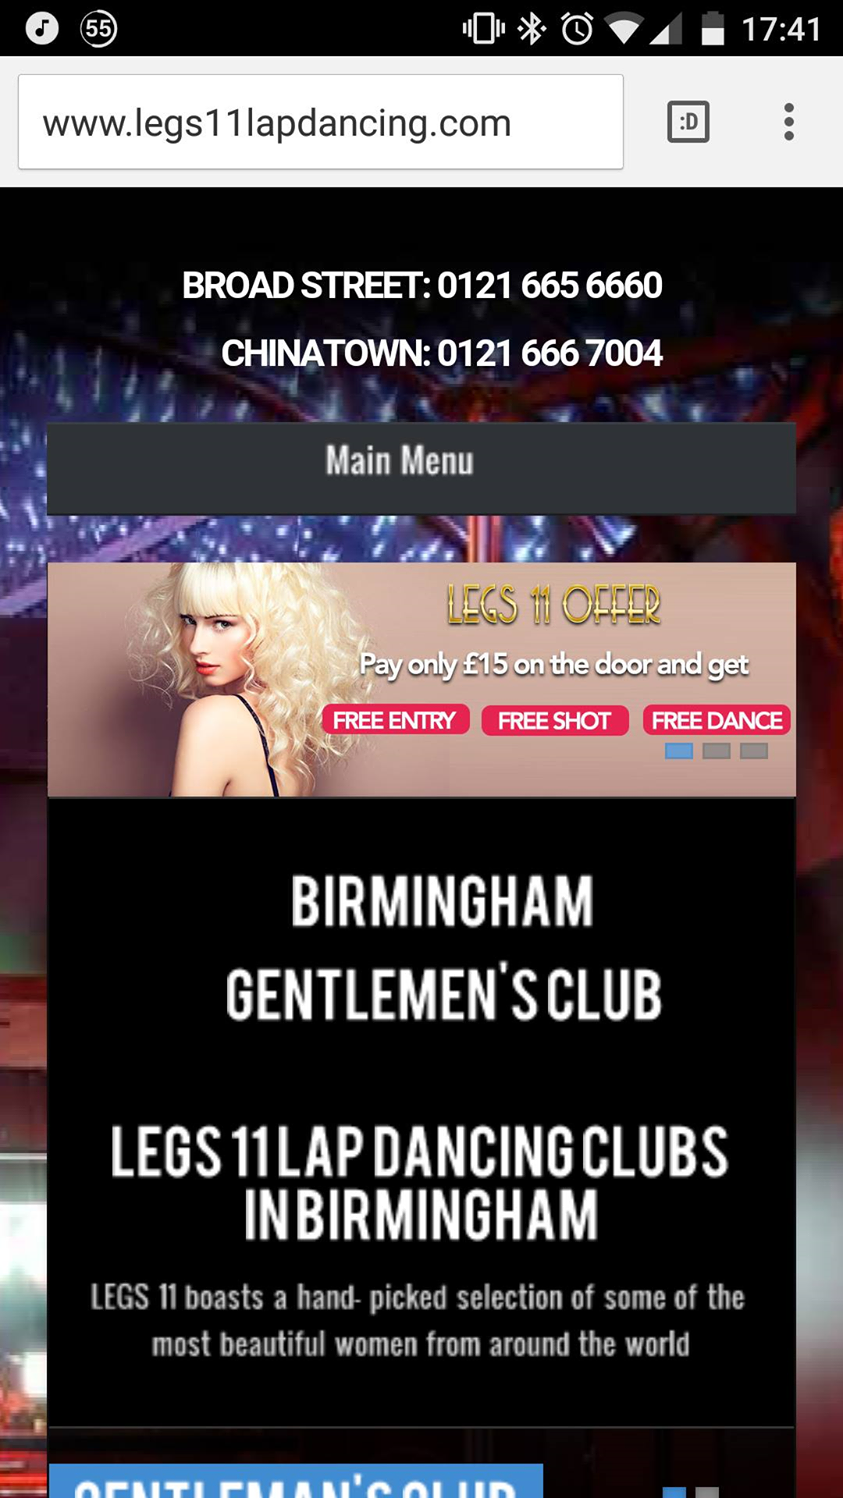 55
17:41
www.legs11lapdancing.com
:D
BROAD STREET: 0121 665 6660
CHINATOWN: 0121 666 7004
Main Menu
LEGS 11 OFFER
Pay only £15 on the door and get
FREE ENTRY FREE SHOT FREE DANCE
BIRMINGHAM
GENTLEMEN'S CLUB
LEGS 11 LAP DANCING CLUBS
IN BIRMINGHAM
LEGS 11 boasts a hand- picked selection of some of the
most beautiful women from around the world
GENTLEMAN'S CLUB